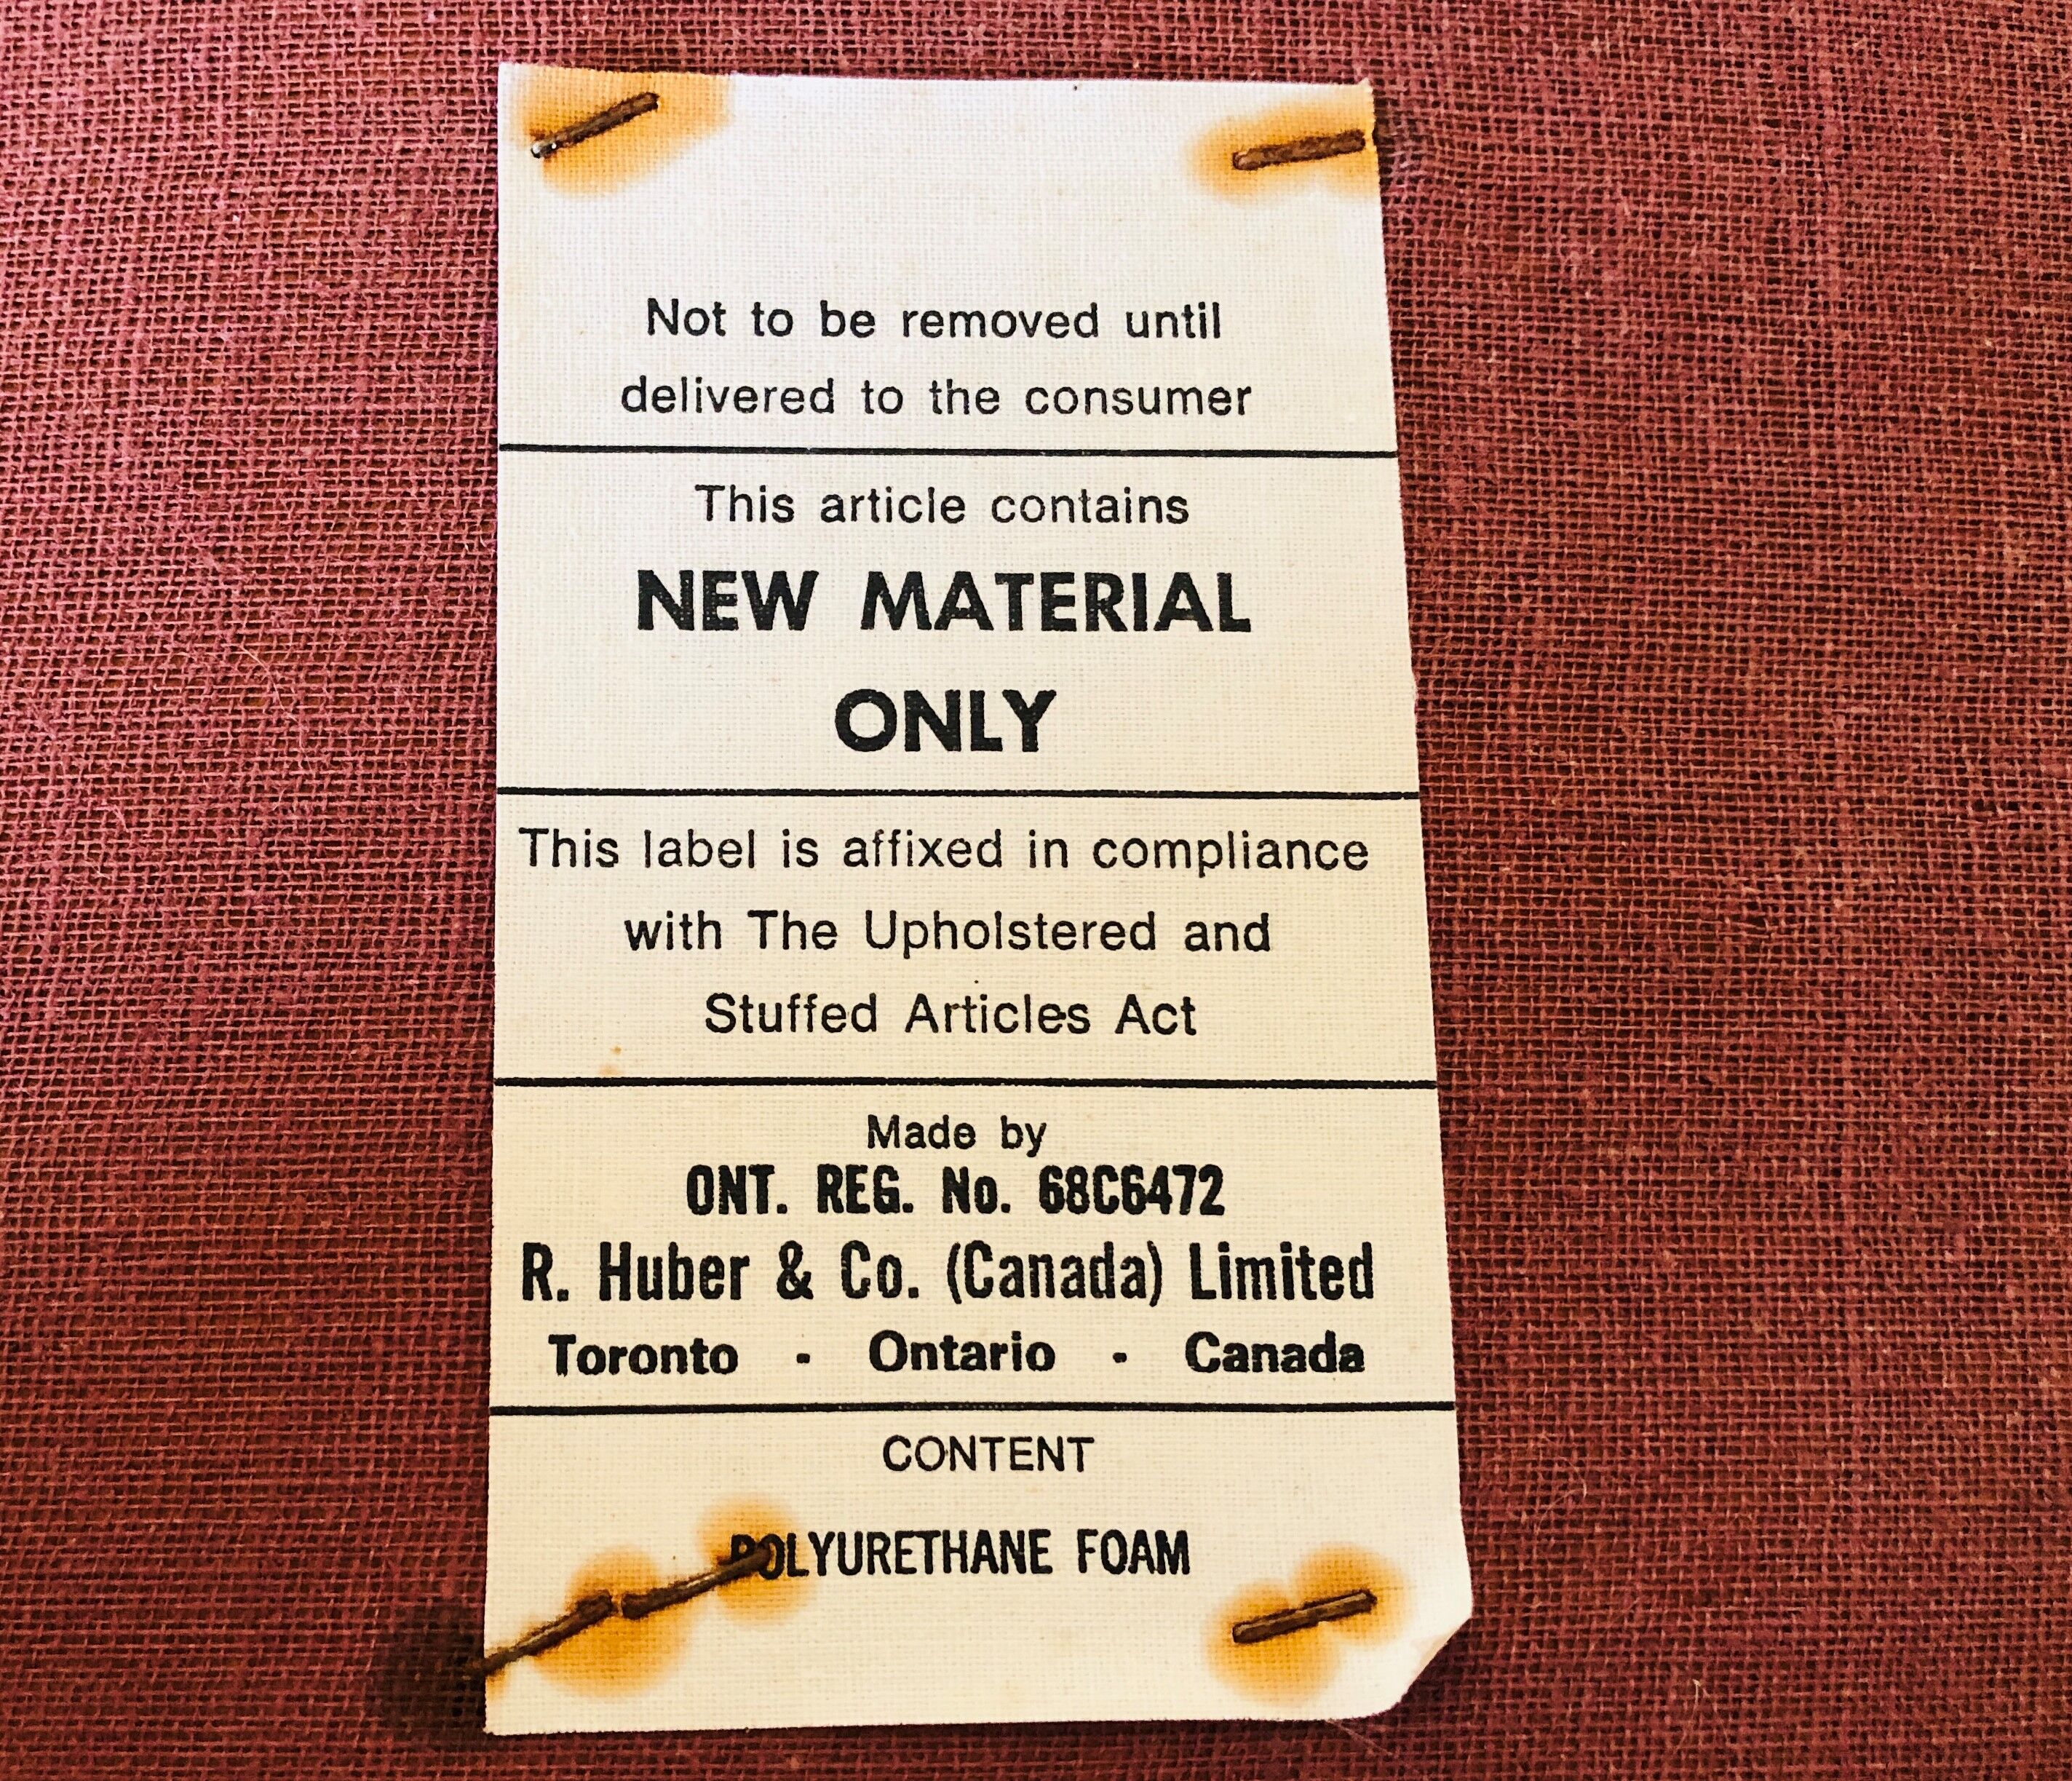 Not to be removed until
delivered to the consumer
This article contains
NEW MATERIAL
ONLY
This label is affixed in compliance
with The Upholstered and
Stuffed Articles Act
Made by
ONT. REG. No. 68C6472
R. Huber & Co. (Canada) Limited
Toronto - Ontario - Canada
CONTENT
POLYURETHANE FOAM